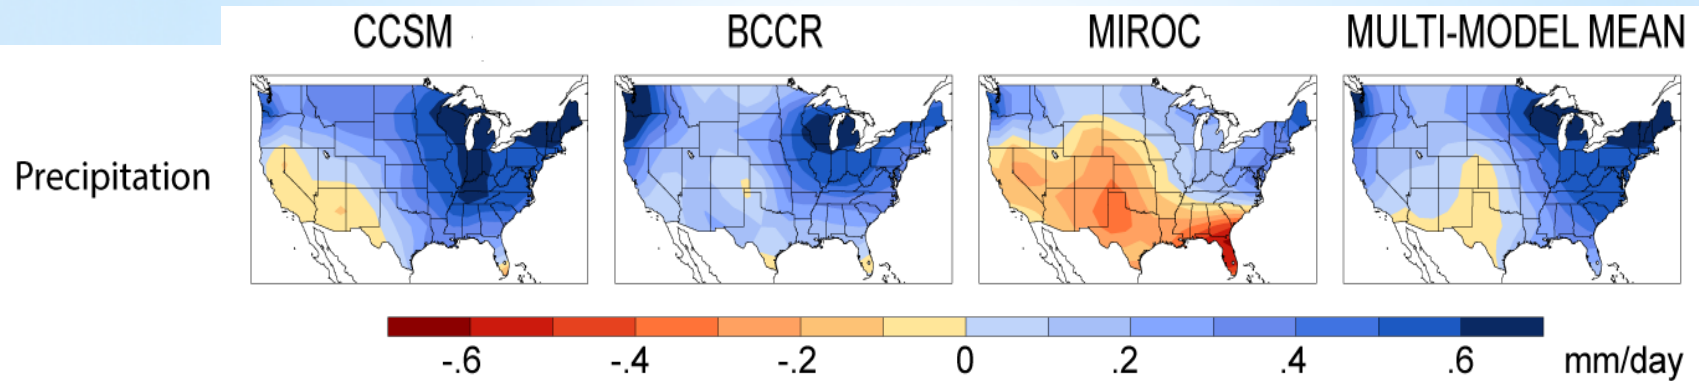 CCSM BCCR MIROC MULTI-MODEL MEAN
Precipitation
-.6 -.4 -.2 0 .2 .4 .6 mm/day